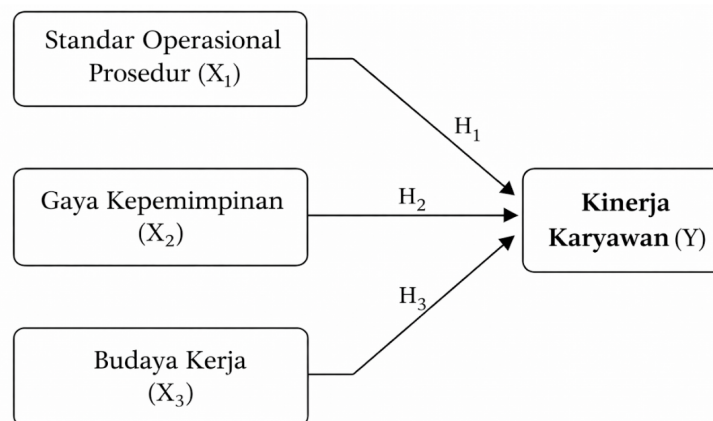 Standar Operasional
Prosedur (X₁)
H₁
Gaya Kepemimpinan
(X₂)
H₂
Kinerja
Karyawan (Y)
H₃
Budaya Kerja
(X₃)